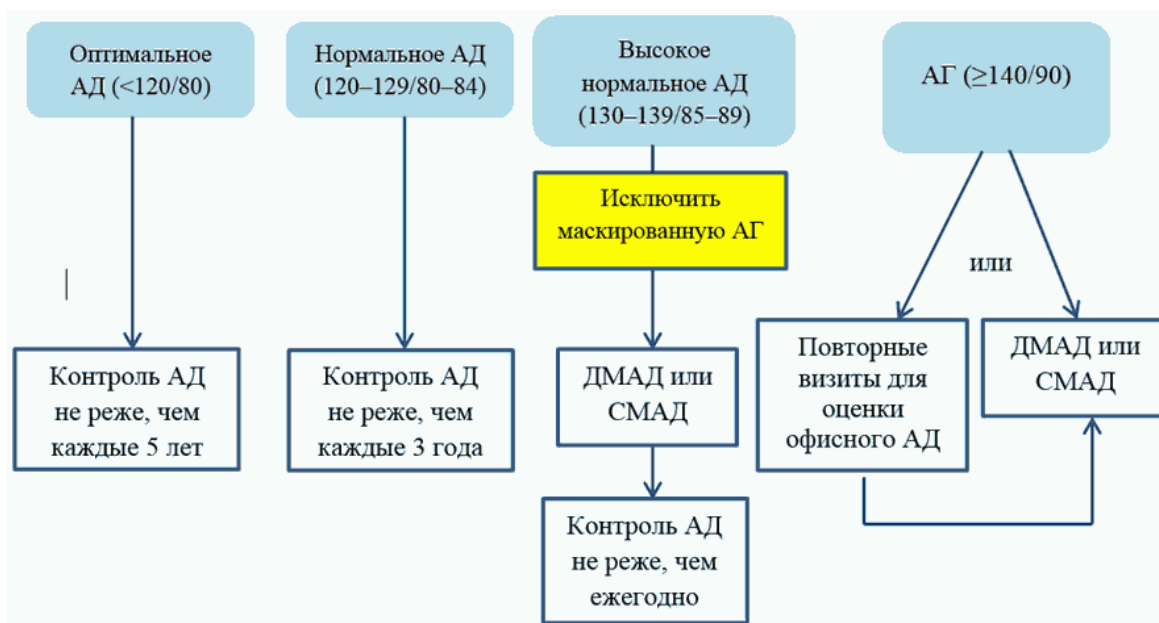 Оптимальное
АД (<120/80)
Нормальное АД
(120–129/80–84)
Высокое
нормальное АД
(130–139/85–89)
АГ (≥140/90)
Исключить
маскированную АГ
или
Контроль АД
не реже, чем
каждые 5 лет
Контроль АД
не реже, чем
каждые 3 года
ДМАД или
СМАД
Повторные
визиты для
оценки
офисного АД
ДМАД или
СМАД
Контроль АД
не реже, чем
ежегодно